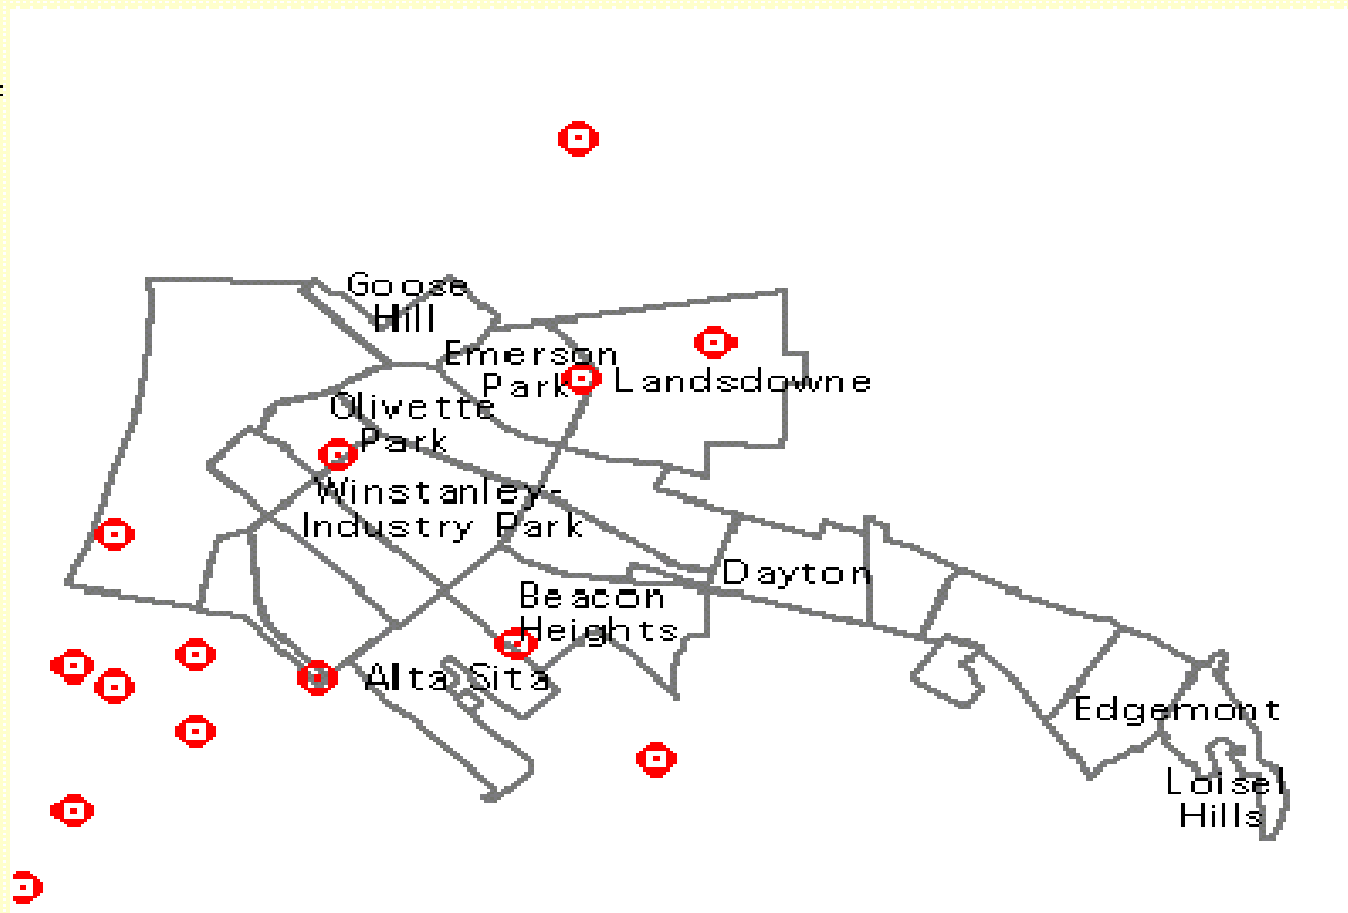 Goose
Hill
Emerson
Park
Landsdowne
Olivette
Park
Winstanley-
Industry Park
Dayton
Beacon
Heights
Alta Sita
Edgemont
Loisel
Hills